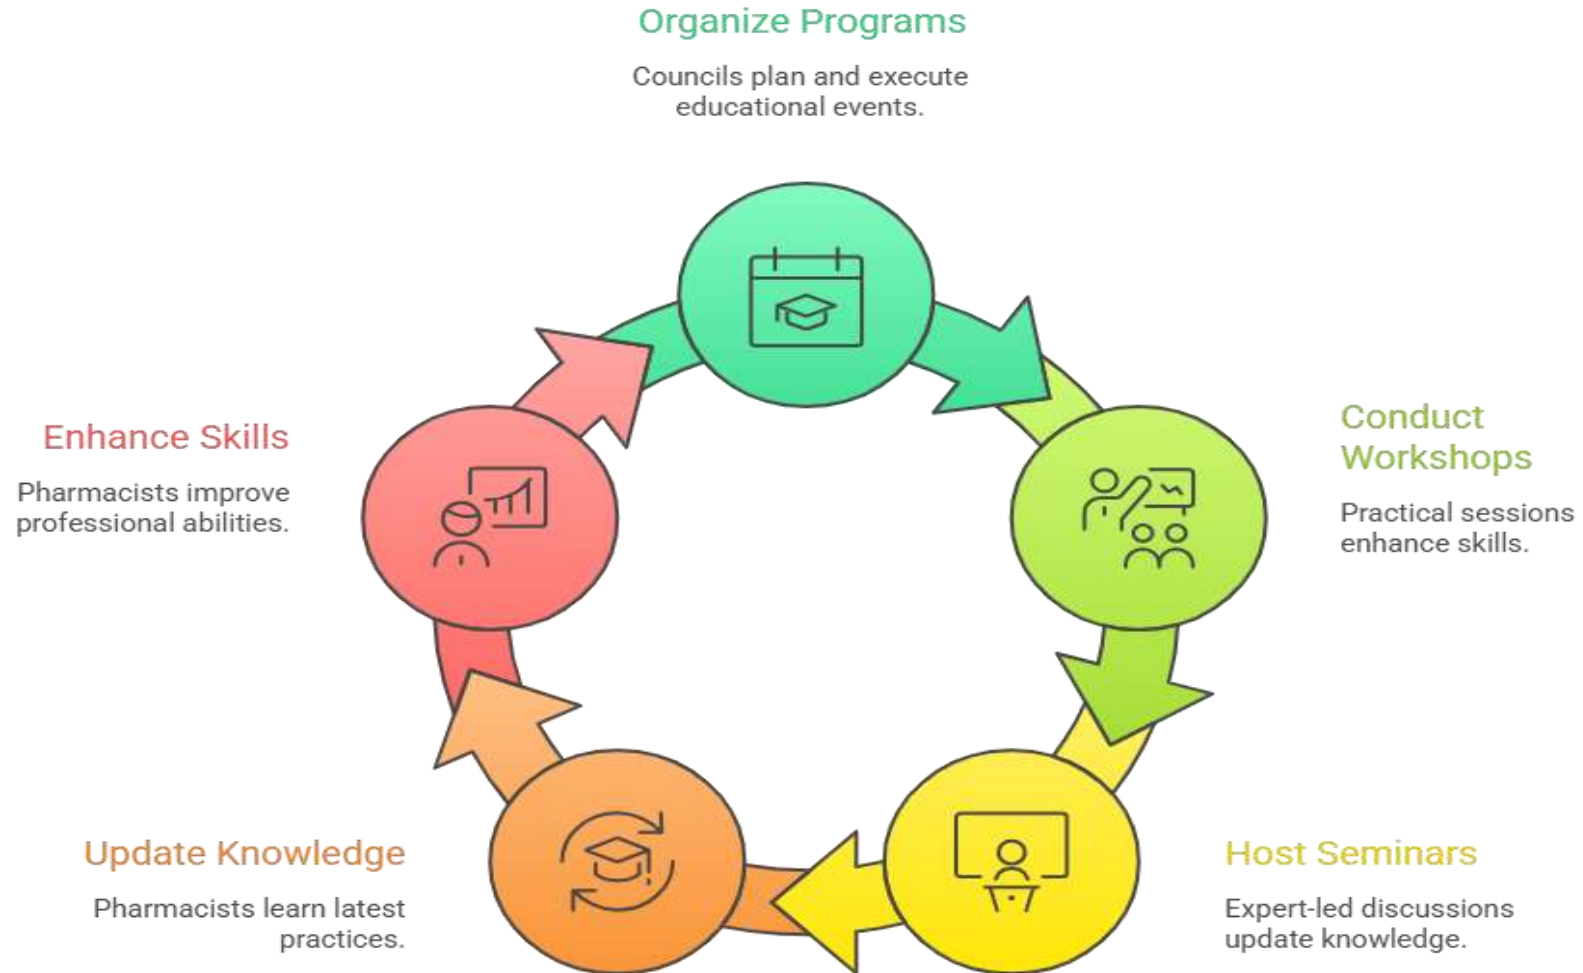 Organize Programs
Councils plan and execute
educational events.
Conduct
Workshops
Practical sessions
enhance skills.
Host Seminars
Expert-led discussions
update knowledge.
Update Knowledge
Pharmacists learn latest
practices.
Enhance Skills
Pharmacists improve
professional abilities.